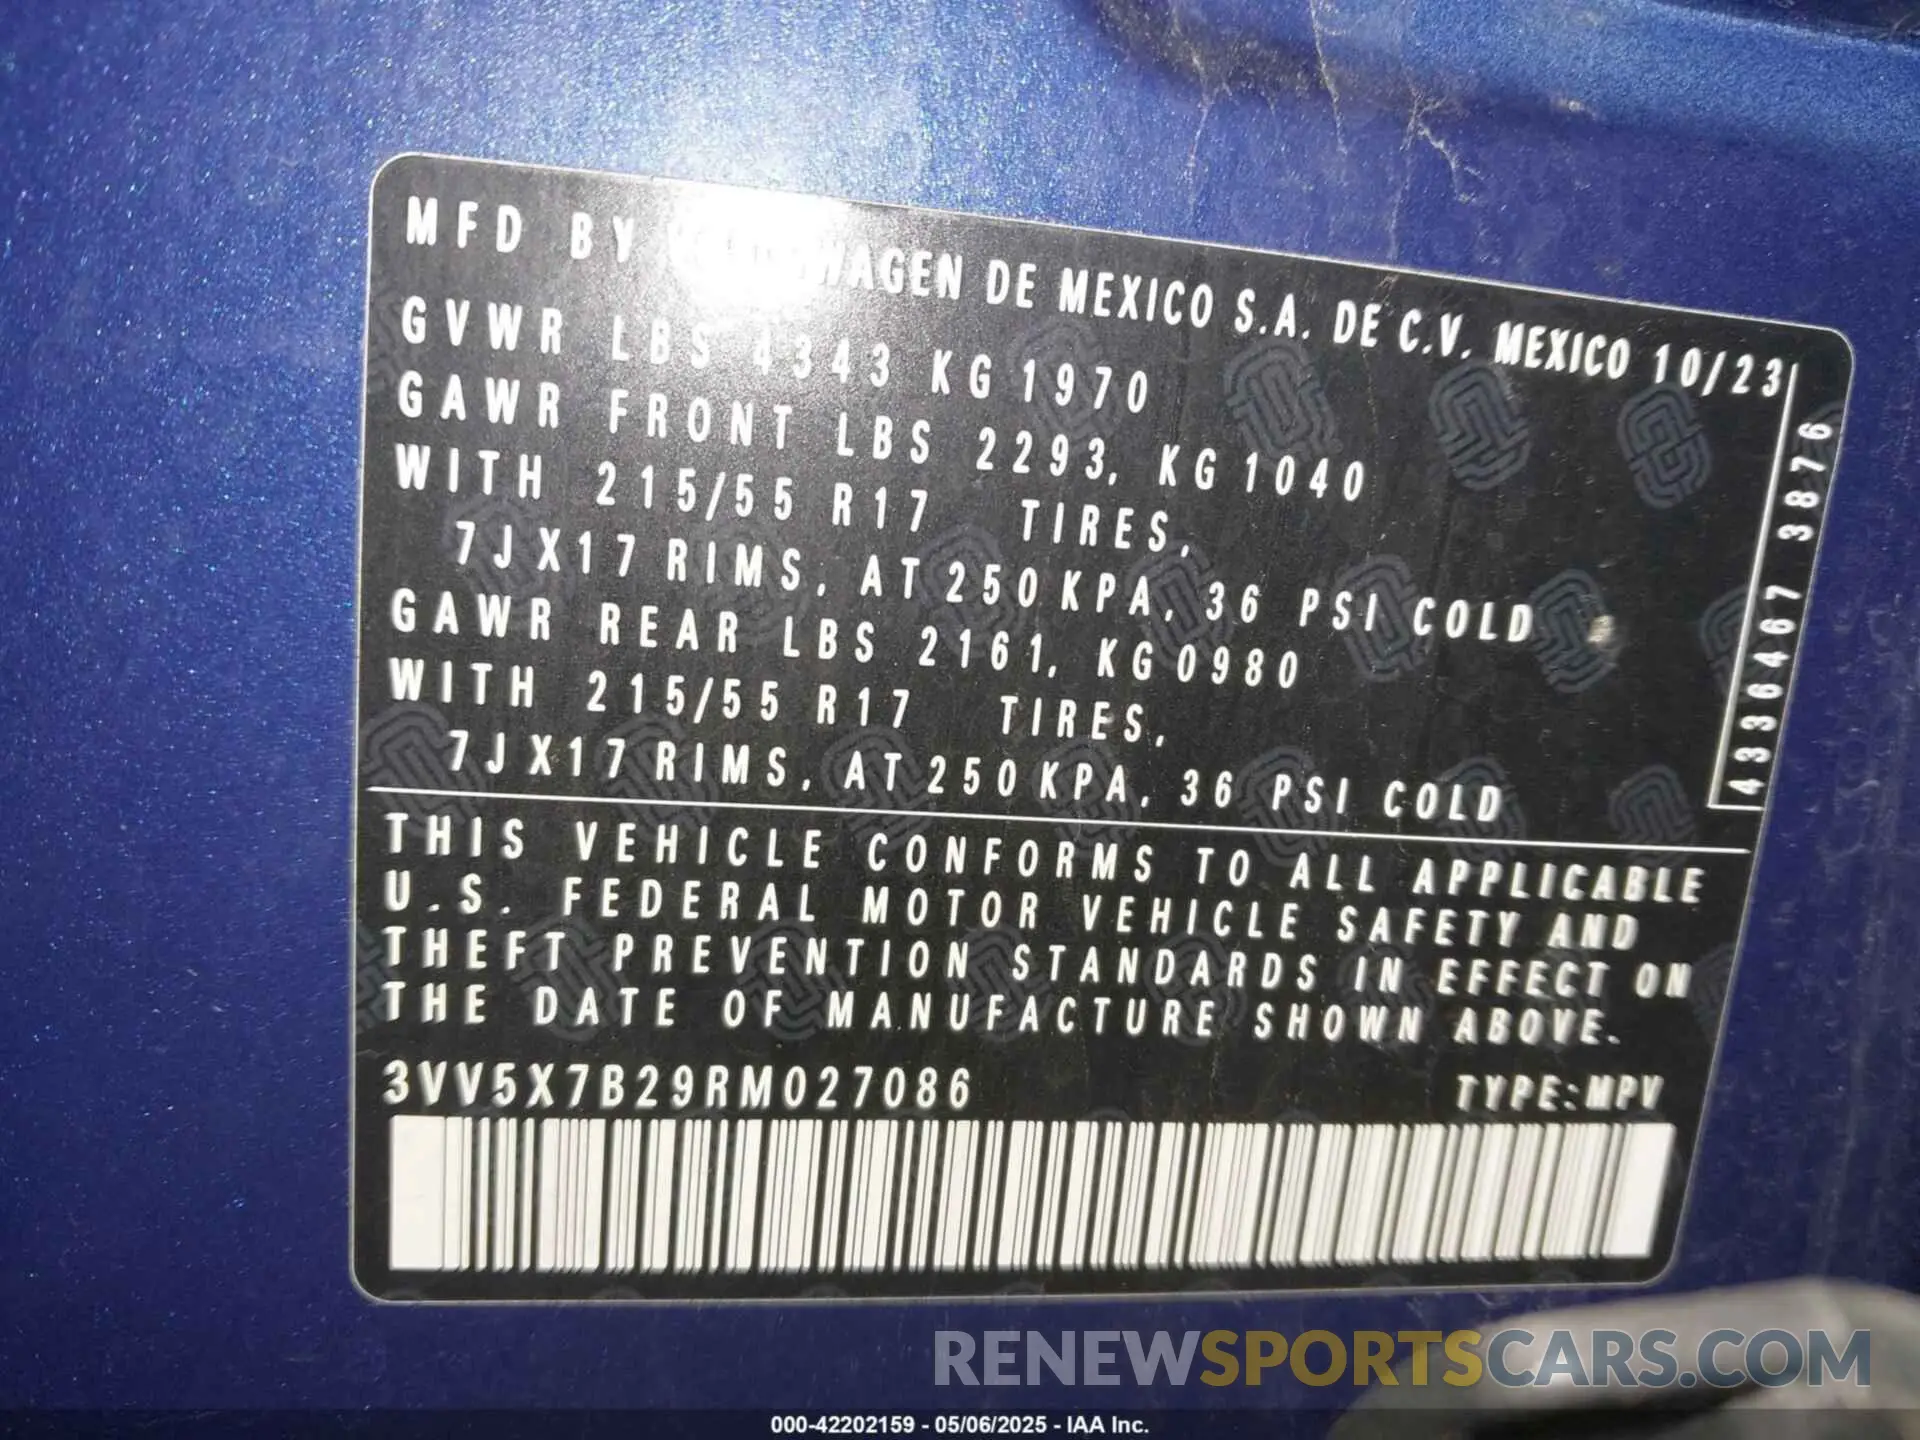 MFD BY VOLKSWAGEN DE MEXICO S.A. DE C.V. MEXICO 10/23
GVWR LBS 4343 KG 1970
GAWR FRONT LBS 2293, KG 1040
WITH 215/55 R17 TIRES,
7JX17 RIMS, AT 250 KPA, 36 PSI COLD
GAWR REAR LBS 2161, KG 0980
WITH 215/55 R17 TIRES,
7JX17 RIMS, AT 250 KPA, 36 PSI COLD
4336467 3876
THIS VEHICLE CONFORMS TO ALL APPLICABLE
U.S. FEDERAL MOTOR VEHICLE SAFETY AND
THEFT PREVENTION STANDARDS IN EFFECT ON
THE DATE OF MANUFACTURE SHOWN ABOVE.
3VV5X7B29RM027086 TYPE:MPV
RENEWSPORTSCARS.COM
000-42202159 - 05/06/2025 - IAA Inc.